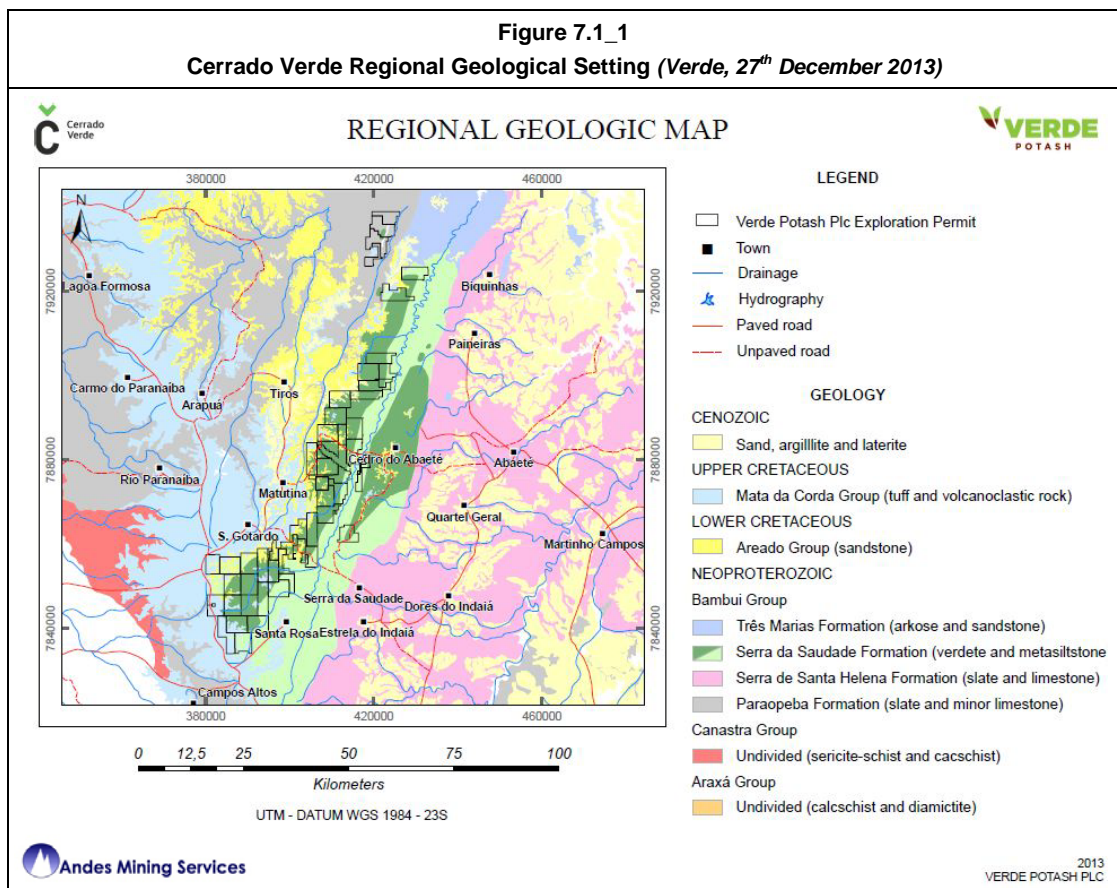 Figure 7.1_1
Cerrado Verde Regional Geological Setting (Verde, 27th December 2013)
Cerrado
Verde
REGIONAL GEOLOGIC MAP
VERDE
POTASH
380000 420000 460000
N
7920000
7920000
Lagoa Formosa
Biquinhas
Paineiras
Carmo do Paranaiba
Arapuá
Tiros
7880000
7880000
Cedro do Abaeté
Abaeté
Rio Paranaiba
Matutina
Quartel Geral
S. Gotardo
Martinho Campos
Serra da Saudade
Dores do Indaiá
7840000
7840000
Santa Rosa
Estrela do Indaiá
Campos Altos
380000 420000 460000
0 12,5 25 50 75 100
Kilometers
UTM - DATUM WGS 1984 - 23S
LEGEND
Verde Potash Plc Exploration Permit
Town
Drainage
Hydrography
Paved road
Unpaved road
GEOLOGY
CENOZOIC
Sand, argilllite and laterite
UPPER CRETACEOUS
Mata da Corda Group (tuff and volcanoclastic rock)
LOWER CRETACEOUS
Areado Group (sandstone)
NEOPROTEROZOIC
Bambui Group
Três Marias Formation (arkose and sandstone)
Serra da Saudade Formation (verdete and metasiltstone
Serra de Santa Helena Formation (slate and limestone)
Paraopeba Formation (slate and minor limestone)
Canastra Group
Undivided (sericite-schist and cacschist)
Araxá Group
Undivided (calcschist and diamictite)
Andes Mining Services
2013
VERDE POTASH PLC